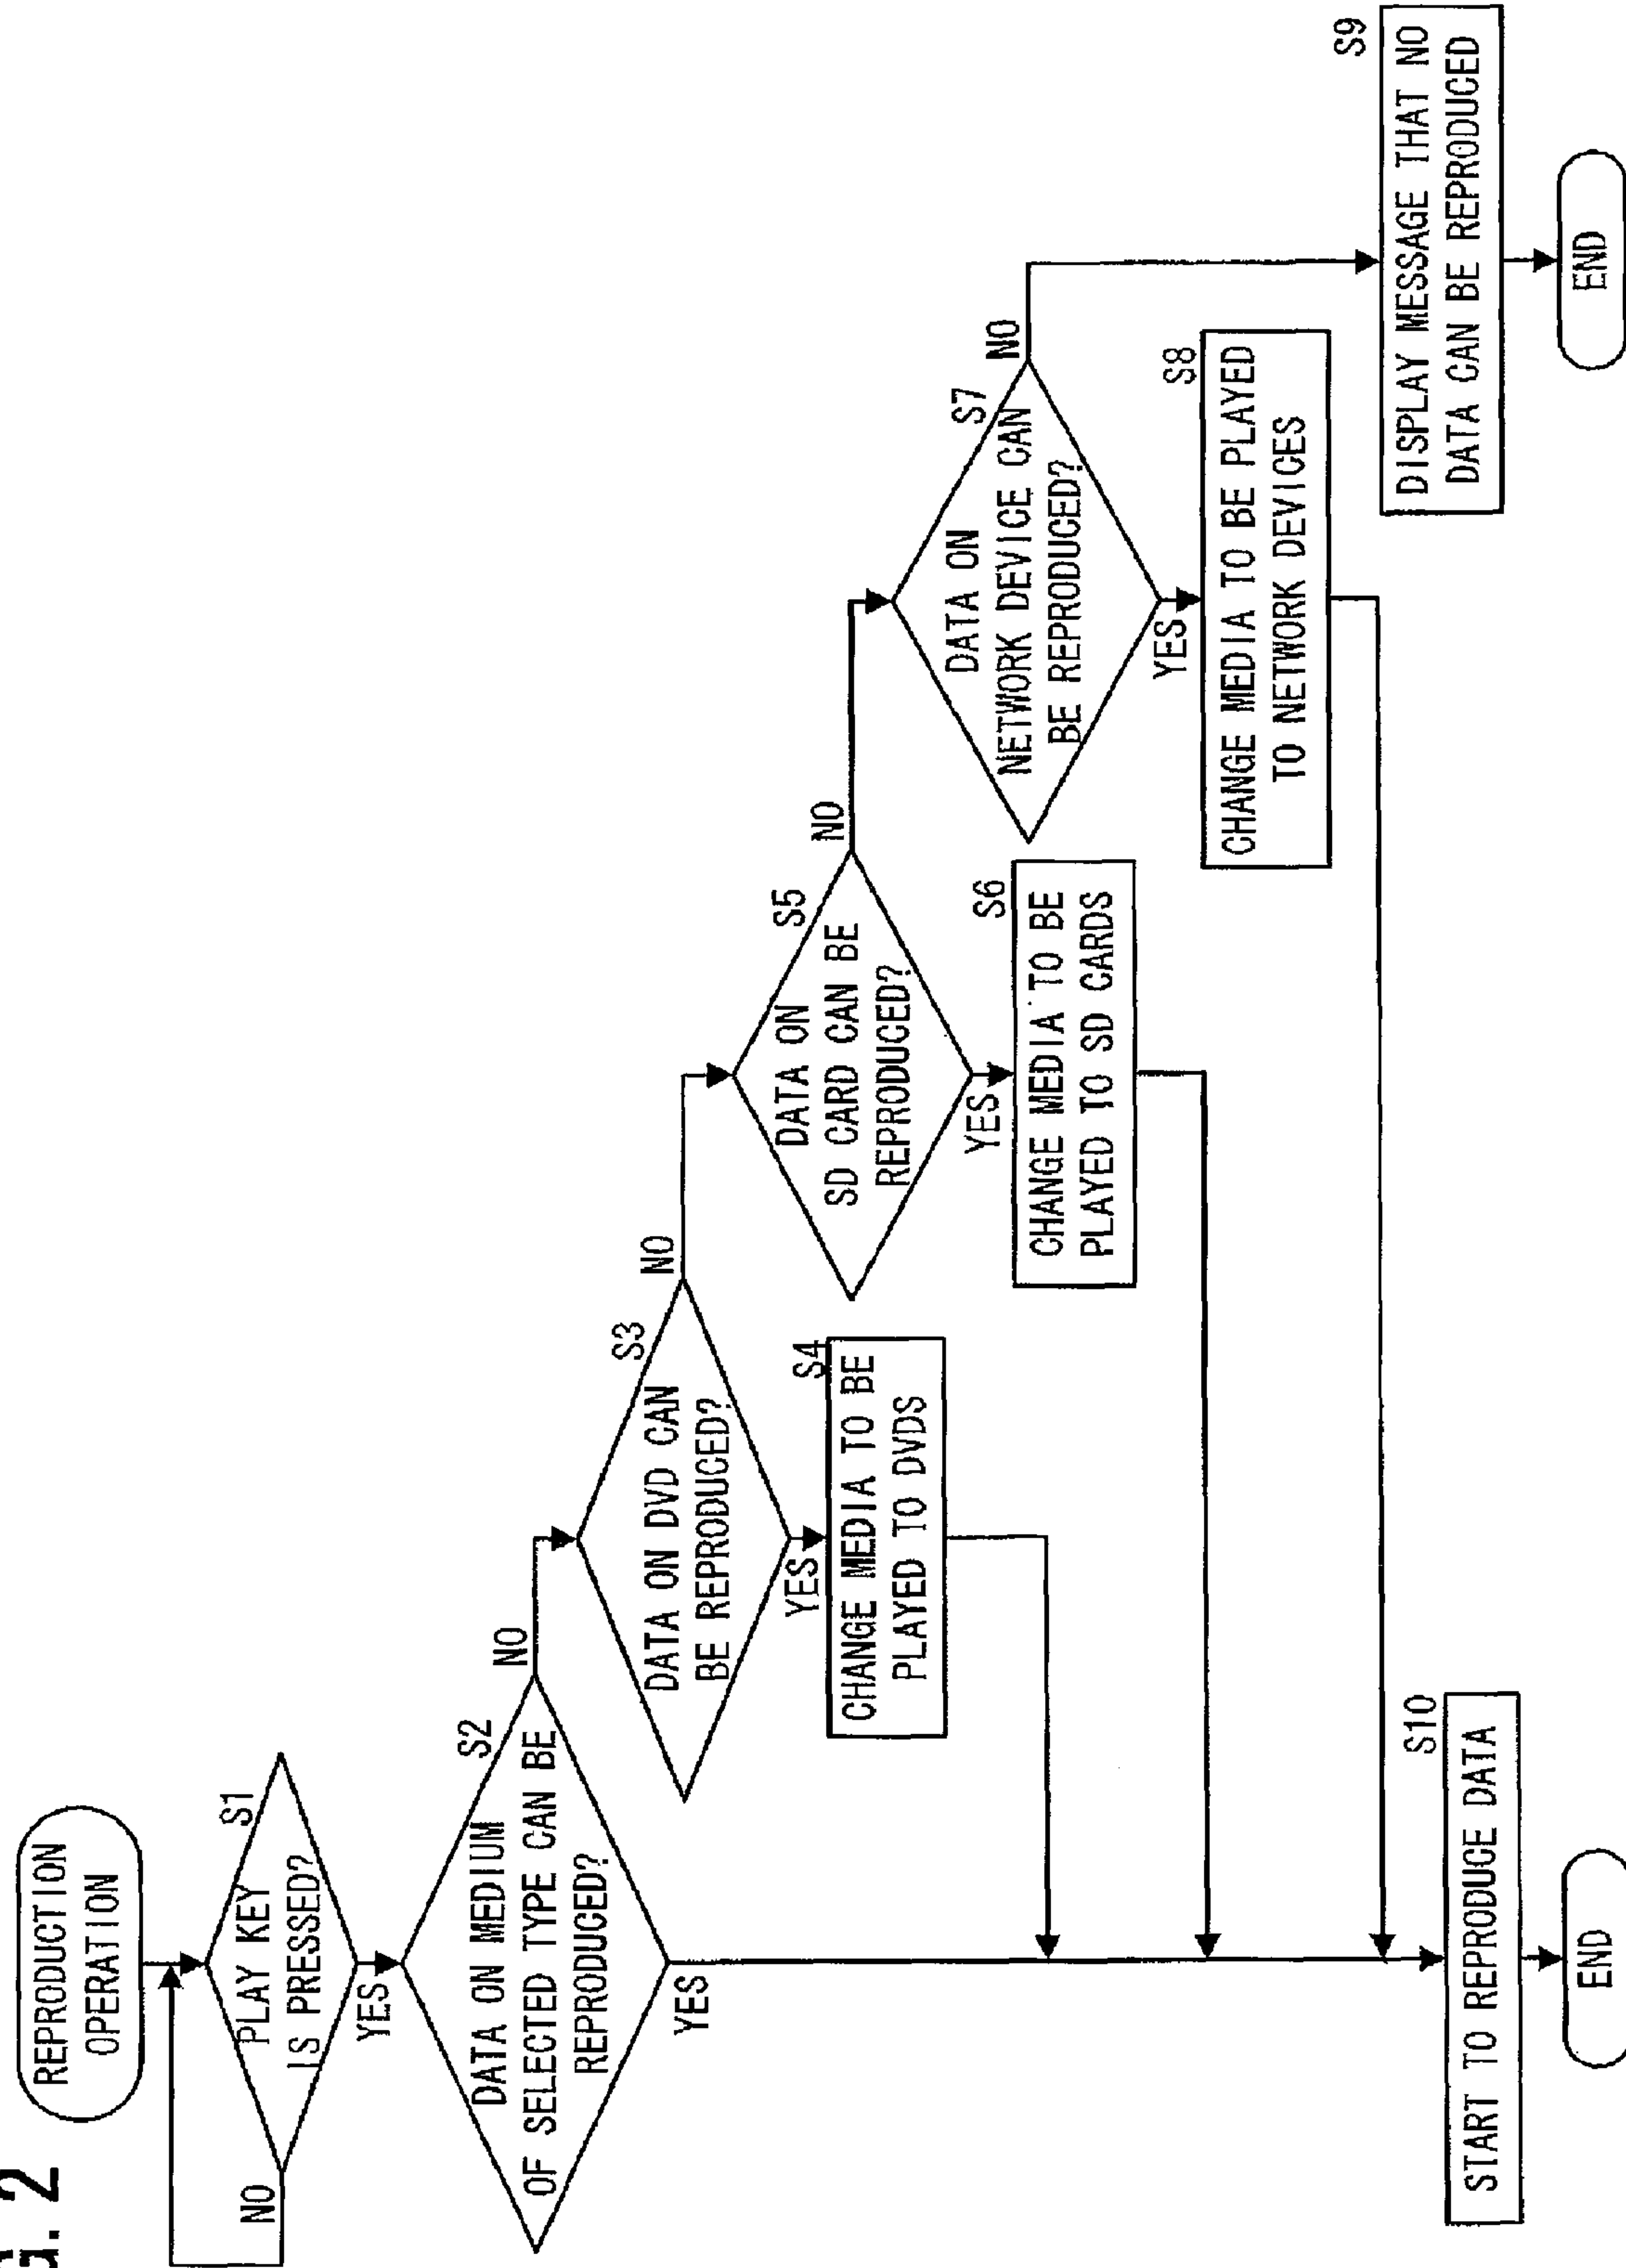 G. 2
REPRODUCTION
OPERATION
S1
PLAY KEY
IS PRESSED?
NO
YES
S2
DATA ON MEDIUM
OF SELECTED TYPE CAN BE
REPRODUCED?
NO
YES
S3
DATA ON DVD CAN
BE REPRODUCED?
NO
YES
S4
CHANGE MEDIA TO BE
PLAYED TO DVDS
S5
DATA ON
SD CARD CAN BE
REPRODUCED?
NO
YES
S6
CHANGE MEDIA TO BE
PLAYED TO SD CARDS
S7
DATA ON
NETWORK DEVICE CAN
BE REPRODUCED?
NO
YES
S8
CHANGE MEDIA TO BE PLAYED
TO NETWORK DEVICES
S9
DISPLAY MESSAGE THAT NO
DATA CAN BE REPRODUCED
END
S10
START TO REPRODUCE DATA
END